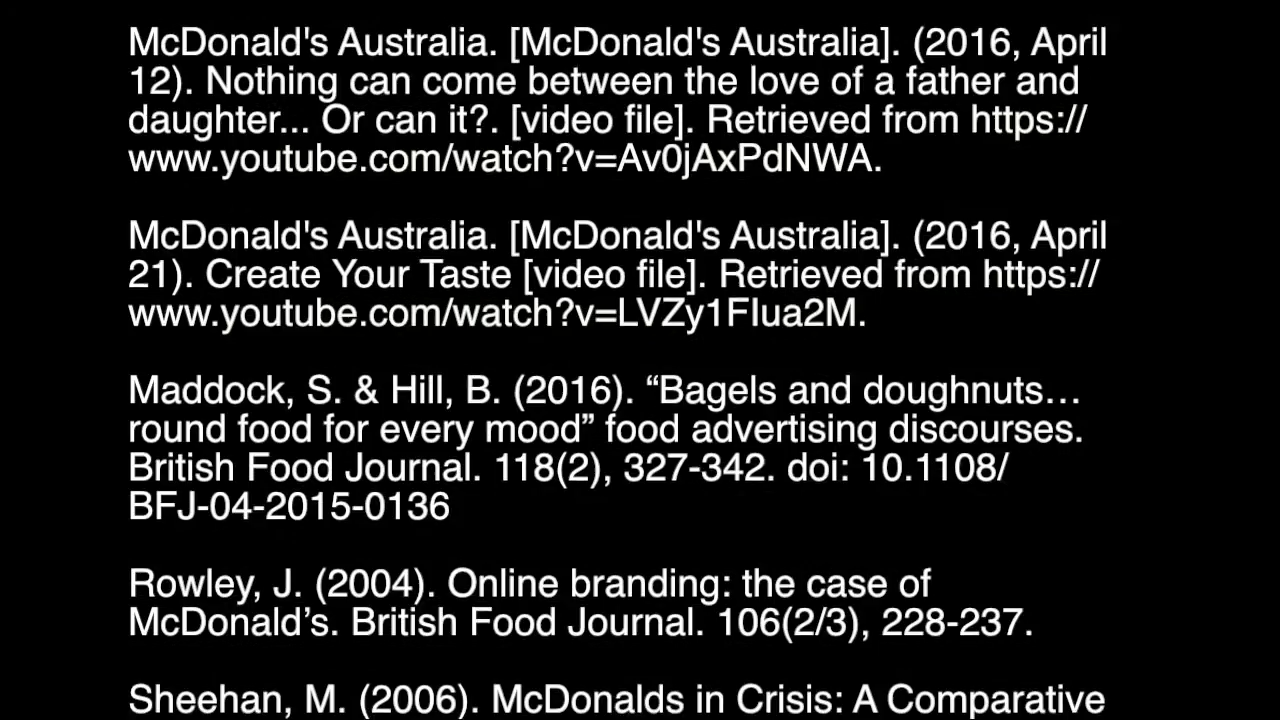 McDonald's Australia. [McDonald's Australia]. (2016, April
12). Nothing can come between the love of a father and
daughter... Or can it?. [video file]. Retrieved from https://
www.youtube.com/watch?v=Av0jAxPdNWA.
McDonald's Australia. [McDonald's Australia]. (2016, April
21). Create Your Taste [video file]. Retrieved from https://
www.youtube.com/watch?v=LVZy1FIua2M.
Maddock, S. & Hill, B. (2016). “Bagels and doughnuts…
round food for every mood” food advertising discourses.
British Food Journal. 118(2), 327-342. doi: 10.1108/
BFJ-04-2015-0136
Rowley, J. (2004). Online branding: the case of
McDonald’s. British Food Journal. 106(2/3), 228-237.
Sheehan, M. (2006). McDonalds in Crisis: A Comparative